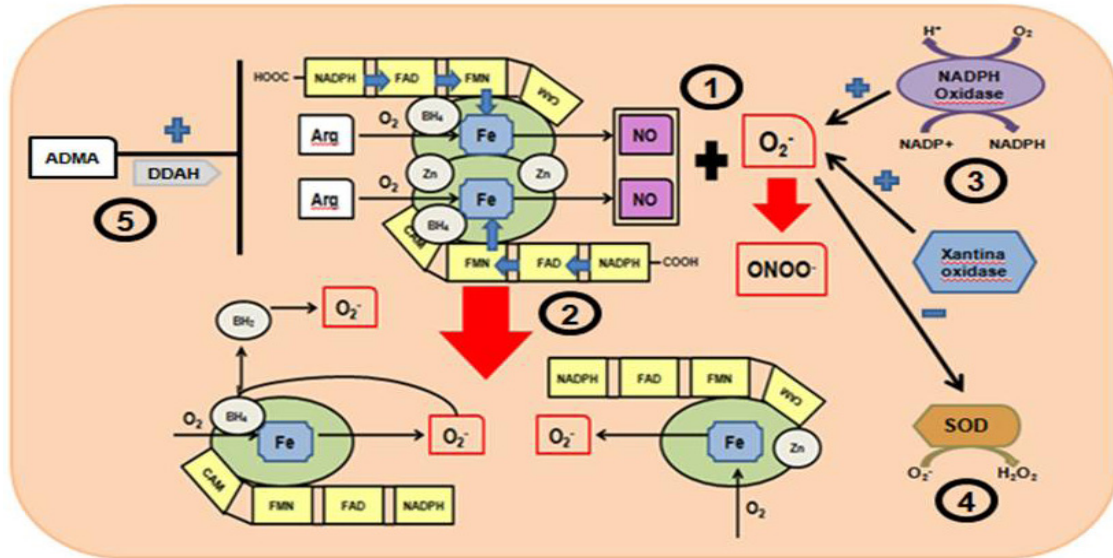 H⁺
O₂
NADPH
Oxidase
NADP+
NADPH
3
HOOC
NADPH
FAD
FMN
CAM
1
ADMA
DDAH
5
Arg
O₂
BH₄
Fe
NO
O₂⁻
Zn
Zn
Arg
O₂
Fe
NO
BH₄
CAM
FMN
FAD
NADPH
COOH
ONOO⁻
Xantina
oxidase
2
BH₂
O₂⁻
NADPH
FAD
FMN
CAM
O₂
BH₄
Fe
O₂⁻
O₂⁻
Fe
Zn
SOD
CAM
O₂⁻
H₂O₂
4
FMN
FAD
NADPH
O₂